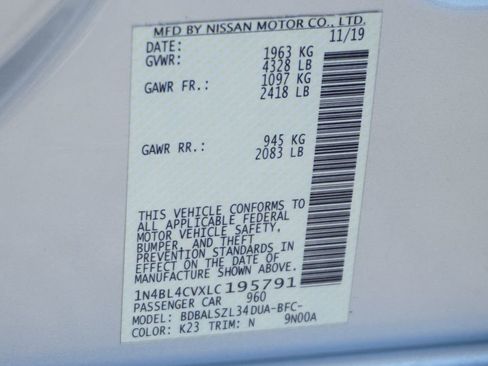 MFD BY NISSAN MOTOR CO., LTD.
DATE: 11/19
GVWR: 1963 KG
4328 LB
GAWR FR.: 1097 KG
2418 LB
GAWR RR.: 945 KG
2083 LB
THIS VEHICLE CONFORMS TO
ALL APPLICABLE FEDERAL
MOTOR VEHICLE SAFETY,
BUMPER, AND THEFT
PREVENTION STANDARDS IN
EFFECT ON THE DATE OF
MANUFACTURE SHOWN ABOVE.
1N4BL4CVXLC195791
PASSENGER CAR 960
MODEL: BDBALSZL34DUA-BFC-
COLOR: K23 TRIM: N 9N00A